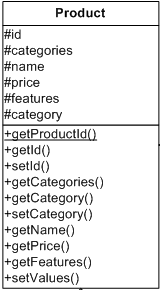 Product
#id
#categories
#name
#price
#features
#category
+getProductId()
+getId()
+setId()
+getCategories()
+getCategory()
+setCategory()
+getName()
+getPrice()
+getFeatures()
+setValues()